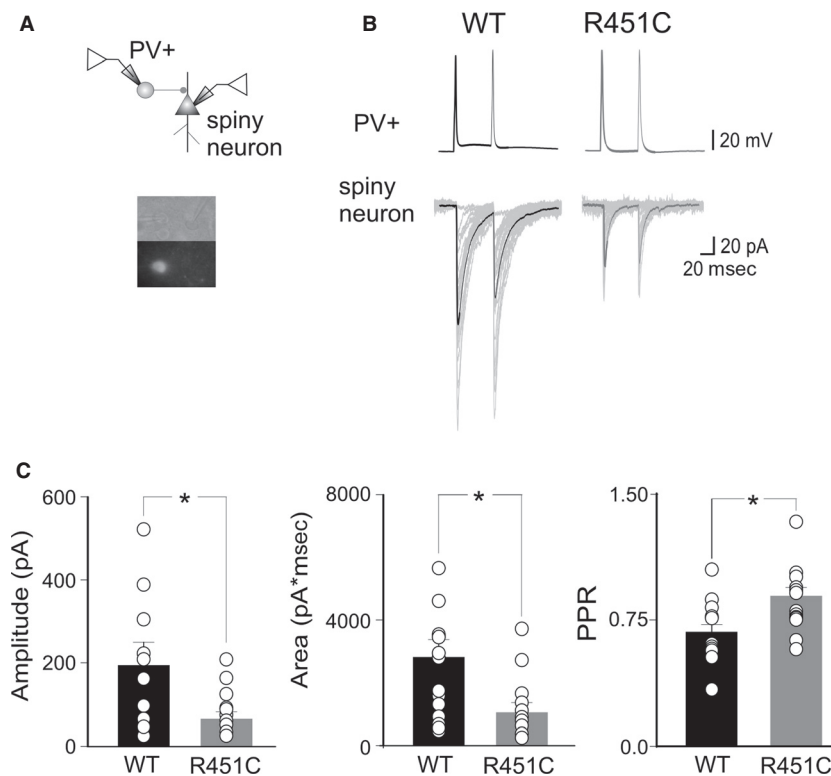 A
PV+
spiny
neuron
B
WT
R451C
PV+
20 mV
spiny
neuron
20 pA
20 msec
C
Amplitude (pA)
600
400
200
0
*
WT
R451C
Area (pA*msec)
8000
4000
0
*
WT
R451C
PPR
1.50
0.75
0.0
*
WT
R451C